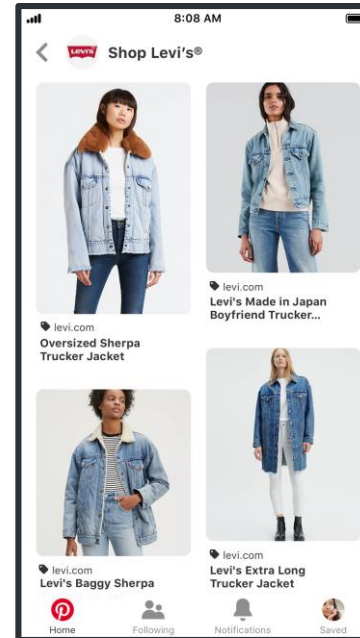 8:08 AM
LEVI'S
Shop Levi's®
levi.com
Oversized Sherpa
Trucker Jacket
levi.com
Levi's Made in Japan
Boyfriend Trucker...
levi.com
Levi's Baggy Sherpa
levi.com
Levi's Extra Long
Trucker Jacket
Home
Following
Notifications
Saved